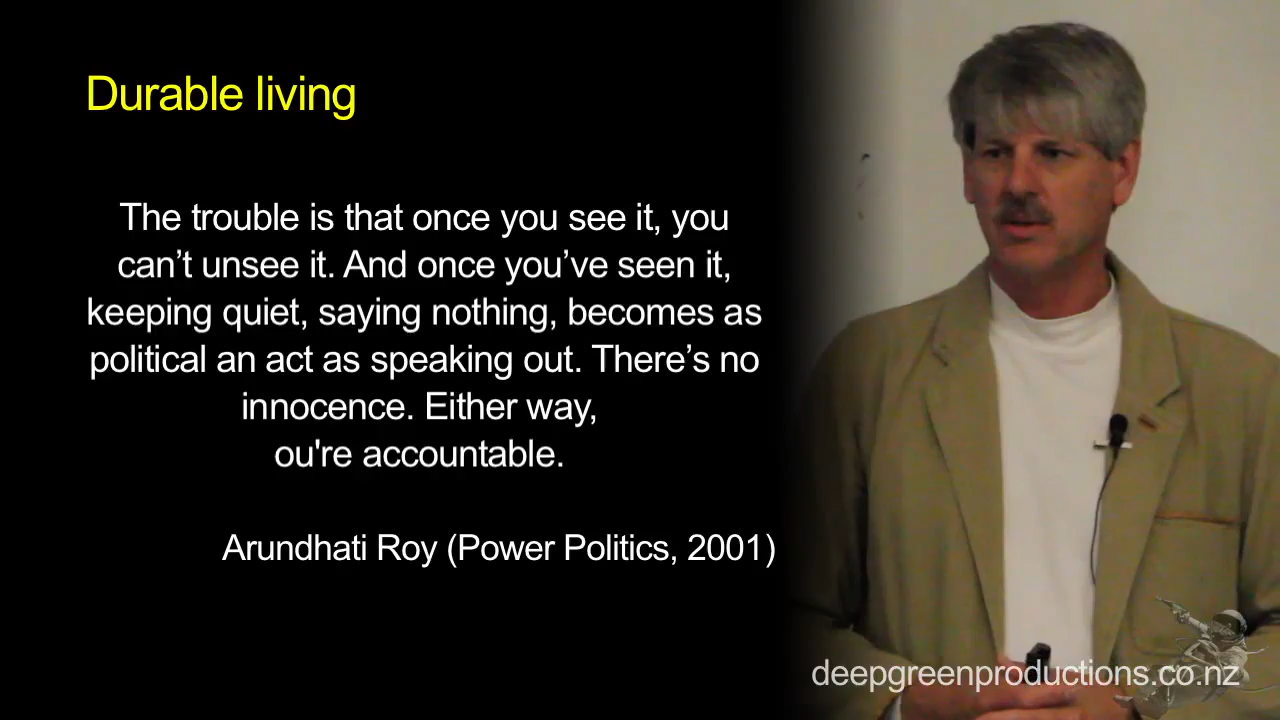 Durable living
The trouble is that once you see it, you
can’t unsee it. And once you’ve seen it,
keeping quiet, saying nothing, becomes as
political an act as speaking out. There’s no
innocence. Either way,
ou're accountable.
Arundhati Roy (Power Politics, 2001)
deepgreenproductions.co.nz